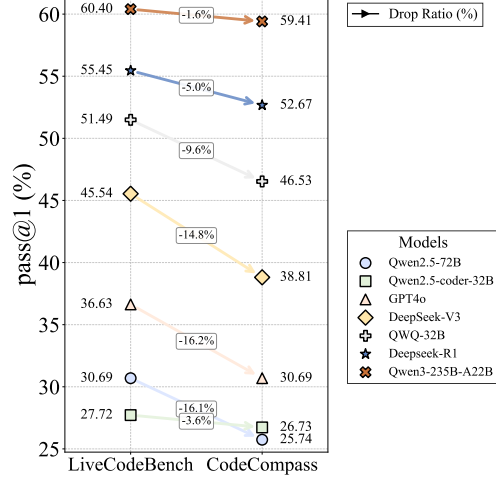 60
55
50
45
40
35
30
25
pass@1 (%)
60.40
-1.6%
59.41
55.45
-5.0%
52.67
51.49
-9.6%
46.53
45.54
-14.8%
38.81
36.63
-16.2%
30.69
30.69
-16.1%
27.72
-3.6%
26.73
25.74
LiveCodeBench CodeCompass
Drop Ratio (%)
Models
Qwen2.5-72B
Qwen2.5-coder-32B
GPT4o
DeepSeek-V3
QWQ-32B
Deepseek-R1
Qwen3-235B-A22B